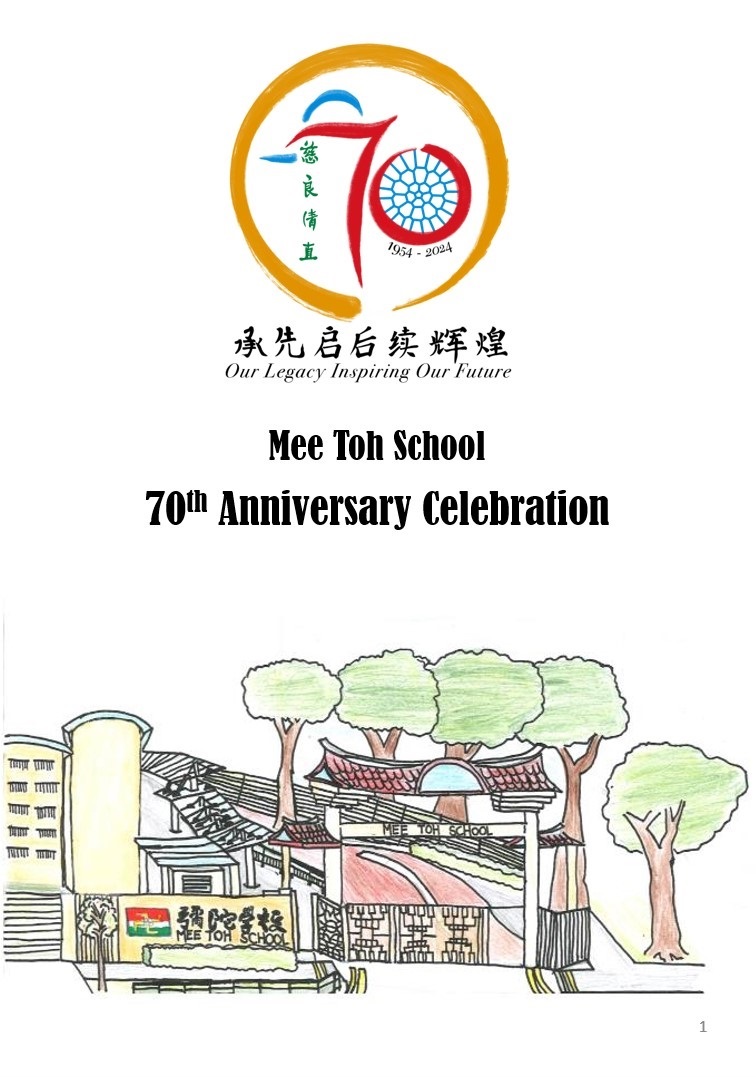 70
慈良清直
1954 - 2024
承先启后续辉煌
Our Legacy Inspiring Our Future
Mee Toh School
70th Anniversary Celebration
MEE TOH SCHOOL
彌陀學校
MEE TOH SCHOOL
1